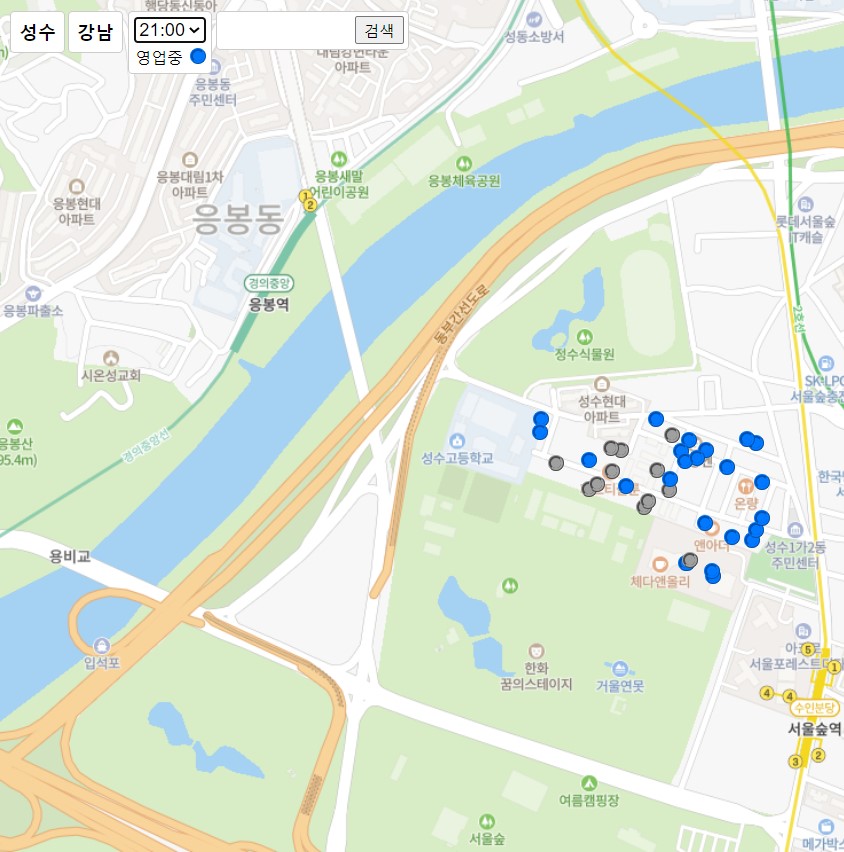 행당동신동아
성수
강남
21:00
검색
영업중
대림강변타운
아파트
성동소방서
응봉동
주민센터
응봉대림1차
아파트
응봉현대
아파트
응봉새말
어린이공원
응봉체육공원
1
2
응봉동
롯데서울숲
IT캐슬
경의중앙
응봉역
응봉파출소
동부간선도로
2호선
정수식물원
시온성교회
SK LPG
서울숲충전
성수현대
아파트
응봉산
95.4m)
경의중앙선
성수고등학교
온량
앤아더
성수1가2동
주민센터
체다앤올리
용비교
입석포
한화
꿈의스테이지
거울연못
서울포레스트
5
1
4
4
수인분당
서울숲역
3
2
여름캠핑장
서울숲
메가박스